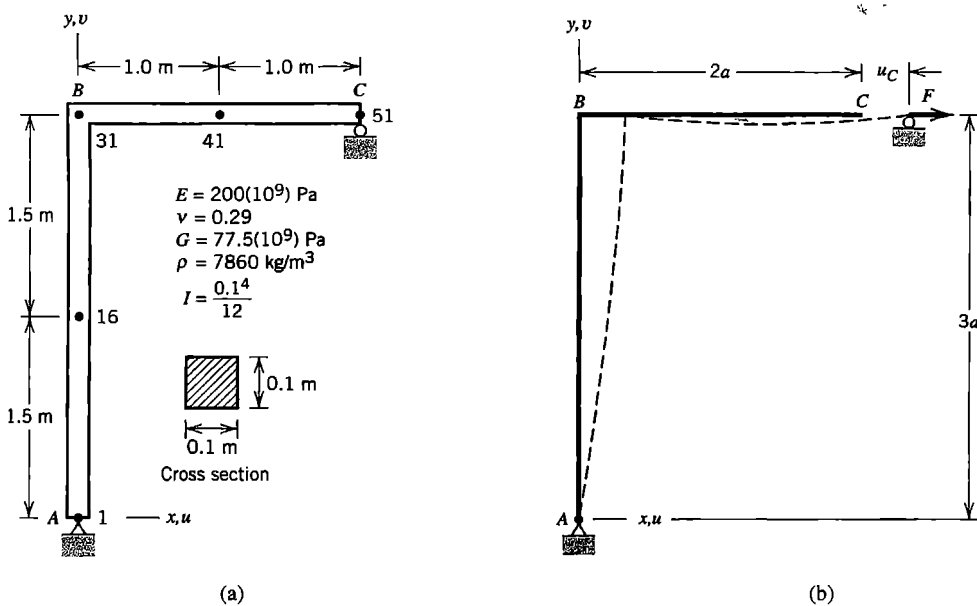 y,v
1.0 m
1.0 m
B
C
51
31
41
1.5 m
E = 200(10⁹) Pa
ν = 0.29
G = 77.5(10⁹) Pa
ρ = 7860 kg/m³
I = 0.1⁴/12
16
1.5 m
0.1 m
0.1 m
Cross section
A
1
x,u
(a)
y,v
2a
u_C
B
C
F
3a
A
x,u
(b)